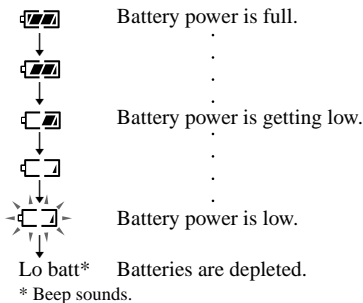 Battery power is full.
Battery power is getting low.
Battery power is low.
Lo batt* Batteries are depleted.
* Beep sounds.